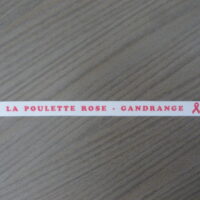 LA POULETTE ROSE - GANDRANGE